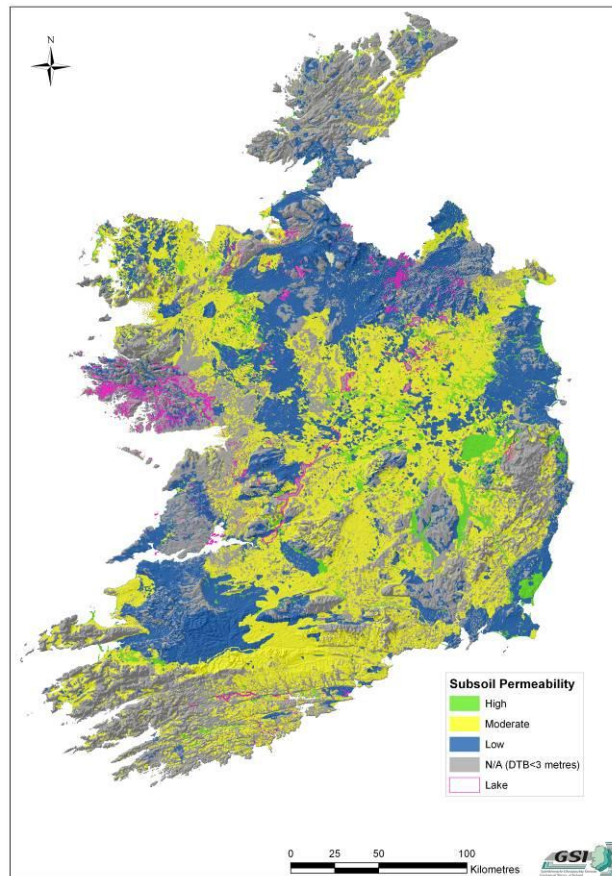 N
Subsoil Permeability
High
Moderate
Low
N/A (DTB<3 metres)
Lake
0 25 50 100
Kilometres
GSI